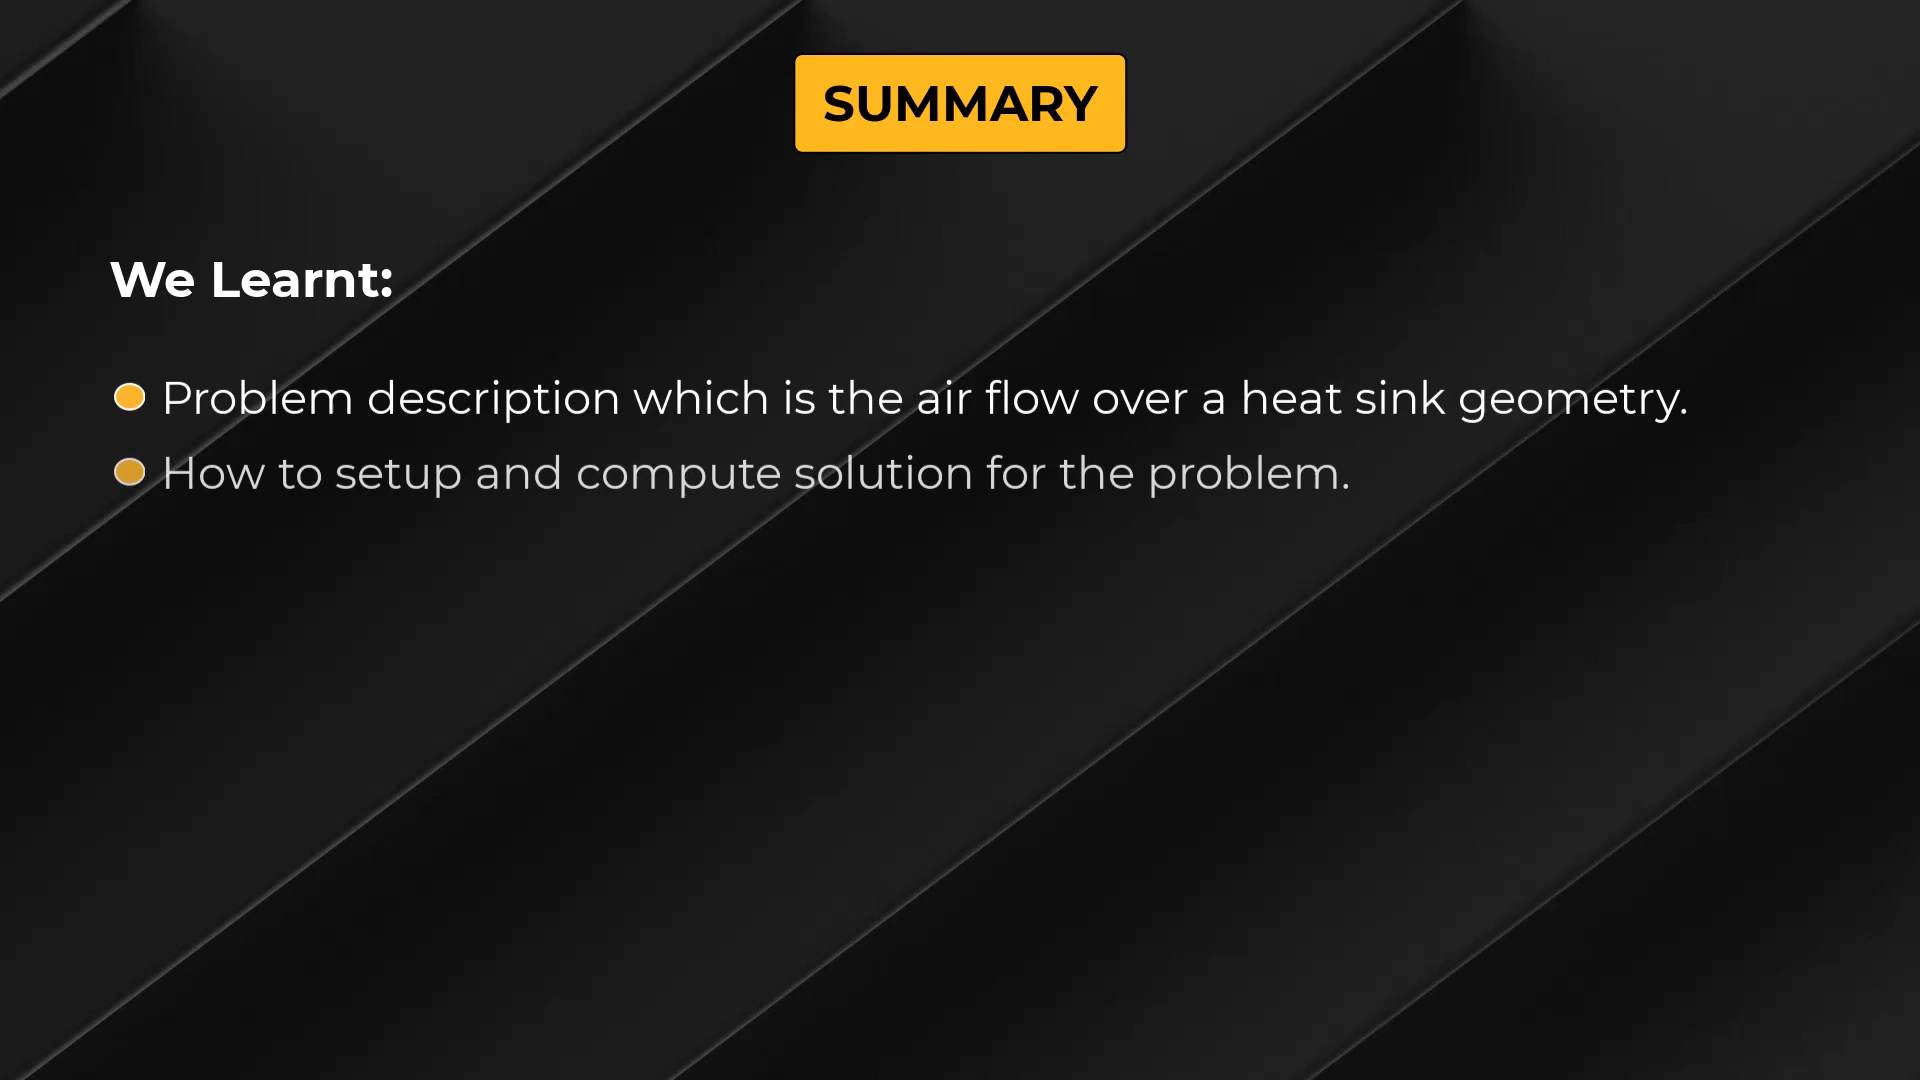 SUMMARY
We Learnt:
Problem description which is the air flow over a heat sink geometry.
How to setup and compute solution for the problem.